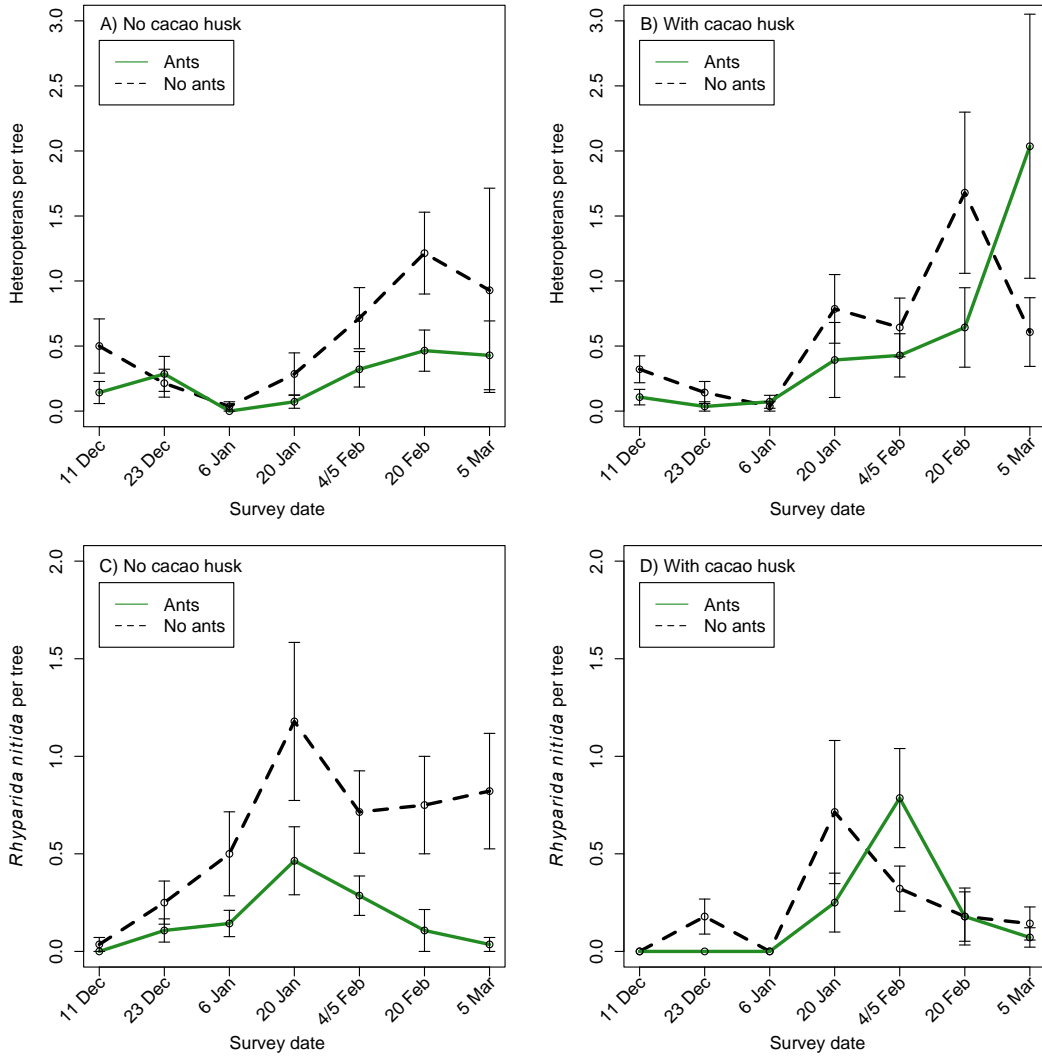 A) No cacao husk
Ants
No ants
Heteropterans per tree
0.0 0.5 1.0 1.5 2.0 2.5 3.0
11 Dec 23 Dec 6 Jan 20 Jan 4/5 Feb 20 Feb 5 Mar
Survey date
B) With cacao husk
Ants
No ants
Heteropterans per tree
0.0 0.5 1.0 1.5 2.0 2.5 3.0
11 Dec 23 Dec 6 Jan 20 Jan 4/5 Feb 20 Feb 5 Mar
Survey date
C) No cacao husk
Ants
No ants
Rhyparida nitida per tree
0.0 0.5 1.0 1.5 2.0
11 Dec 23 Dec 6 Jan 20 Jan 4/5 Feb 20 Feb 5 Mar
Survey date
D) With cacao husk
Ants
No ants
Rhyparida nitida per tree
0.0 0.5 1.0 1.5 2.0
11 Dec 23 Dec 6 Jan 20 Jan 4/5 Feb 20 Feb 5 Mar
Survey date